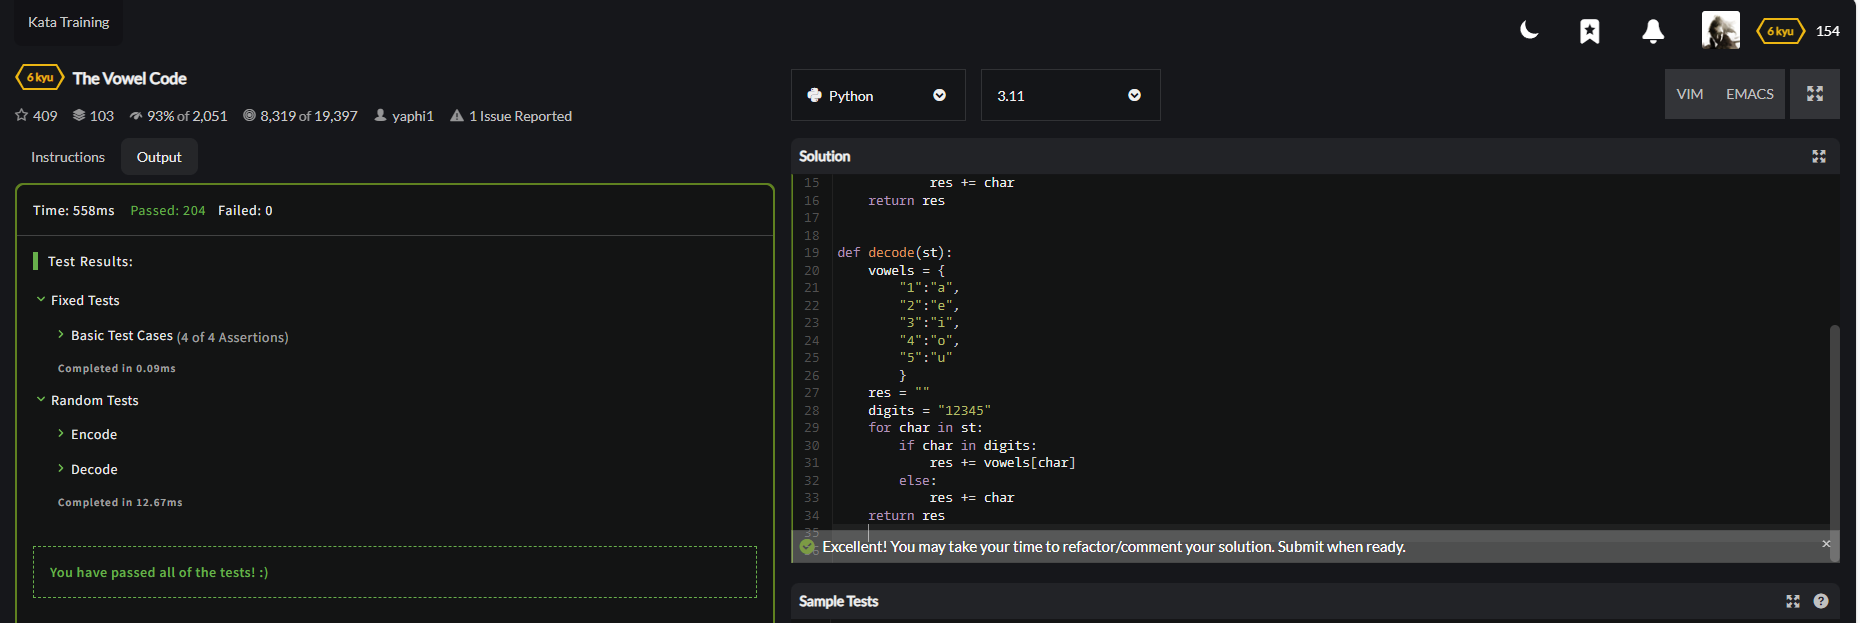 Kata Training
6 kyu 154
6 kyu The Vowel Code
409 103 93% of 2,051 8,319 of 19,397 yaphi1 1 Issue Reported
Python
3.11
VIM EMACS
Instructions Output
Time: 558ms Passed: 204 Failed: 0
Test Results:
Fixed Tests
Basic Test Cases (4 of 4 Assertions)
Completed in 0.09ms
Random Tests
Encode
Decode
Completed in 12.67ms
You have passed all of the tests! :)
Solution
15             res += char
16     return res
17
18
19 def decode(st):
20     vowels = {
21         "1":"a",
22         "2":"e",
23         "3":"i",
24         "4":"o",
25         "5":"u"
26         }
27     res = ""
28     digits = "12345"
29     for char in st:
30         if char in digits:
31             res += vowels[char]
32         else:
33             res += char
34     return res
35
Excellent! You may take your time to refactor/comment your solution. Submit when ready. ×
Sample Tests ?